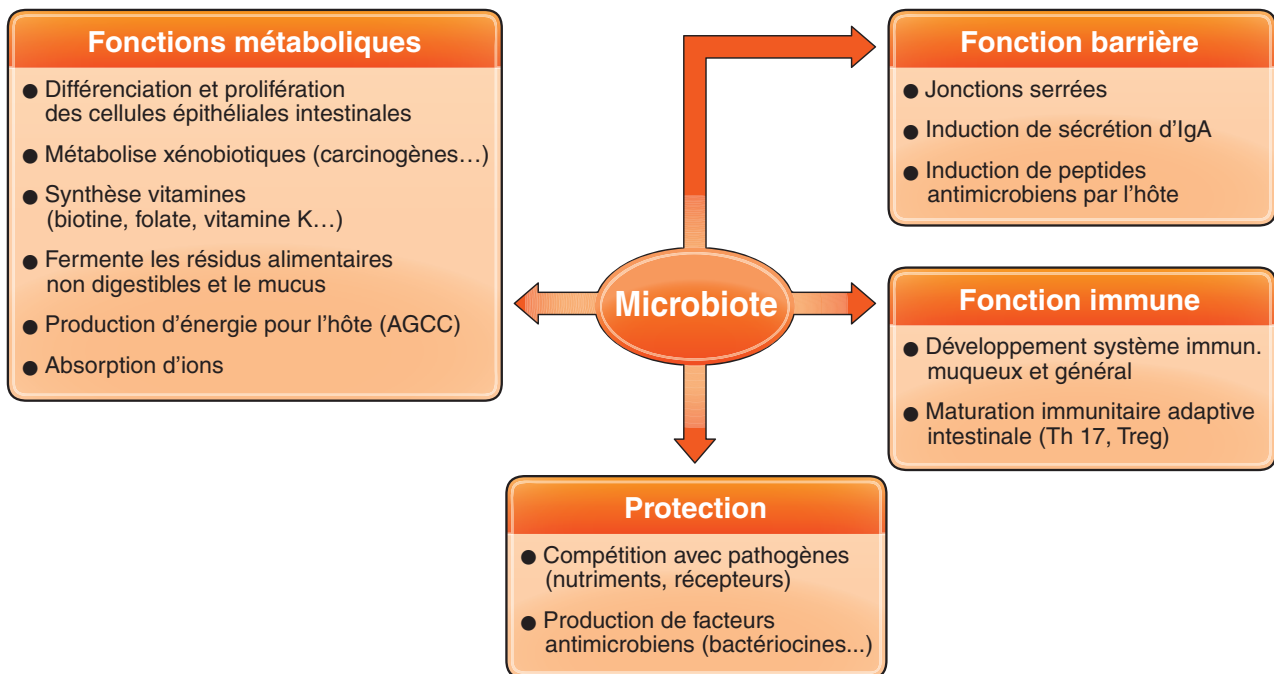 Fonctions métaboliques
● Différenciation et prolifération
des cellules épithéliales intestinales
● Métabolise xénobiotiques (carcinogènes…)
● Synthèse vitamines
(biotine, folate, vitamine K…)
● Fermente les résidus alimentaires
non digestibles et le mucus
● Production d’énergie pour l’hôte (AGCC)
● Absorption d’ions
Fonction barrière
● Jonctions serrées
● Induction de sécrétion d’IgA
● Induction de peptides
antimicrobiens par l’hôte
Microbiote
Fonction immune
● Développement système immun.
muqueux et général
● Maturation immunitaire adaptive
intestinale (Th 17, Treg)
Protection
● Compétition avec pathogènes
(nutriments, récepteurs)
● Production de facteurs
antimicrobiens (bactériocines...)